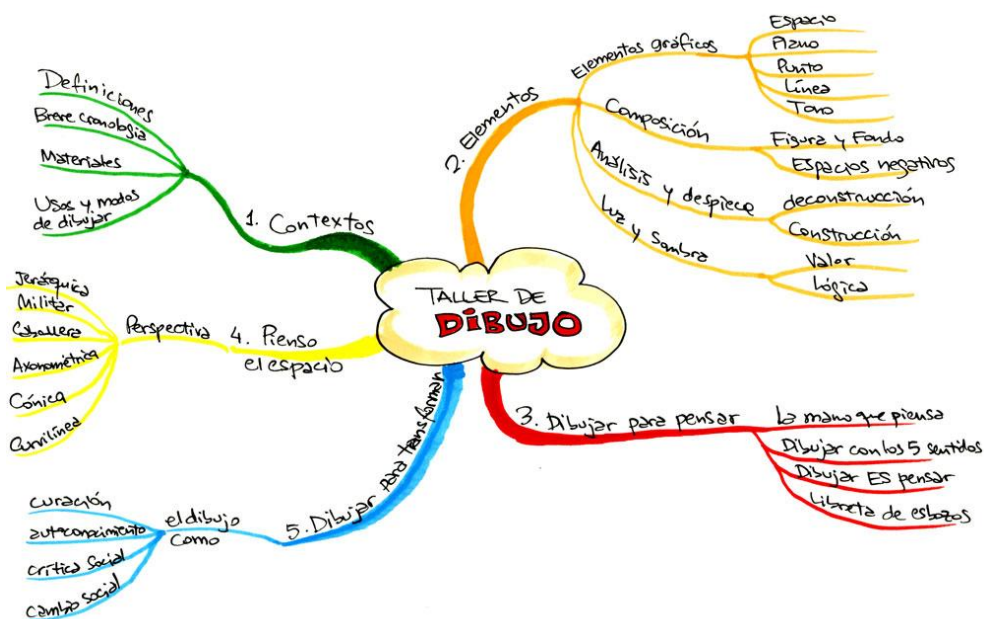 TALLER DE
DIBUJO
1. Contextos
Definiciones
Breve cronología
Materiales
Usos y modos
de dibujar
2. Elementos
Elementos gráficos
Espacio
Plano
Punto
Línea
Tono
Composición
Figura y Fondo
Espacios negativos
Análisis y despiece
deconstrucción
Construcción
Luz y Sombra
Valor
Lógica
3. Dibujar para pensar
La mano que piensa
Dibujar con los 5 sentidos
Dibujar ES pensar
Libreta de esbozos
4. Pienso
el espacio
Perspectiva
Jerárquica
Militar
Caballera
Axonométrica
Cónica
Curvilínea
5. Dibujar para transformar
el dibujo
como
curación
autoconocimiento
crítica social
cambio social